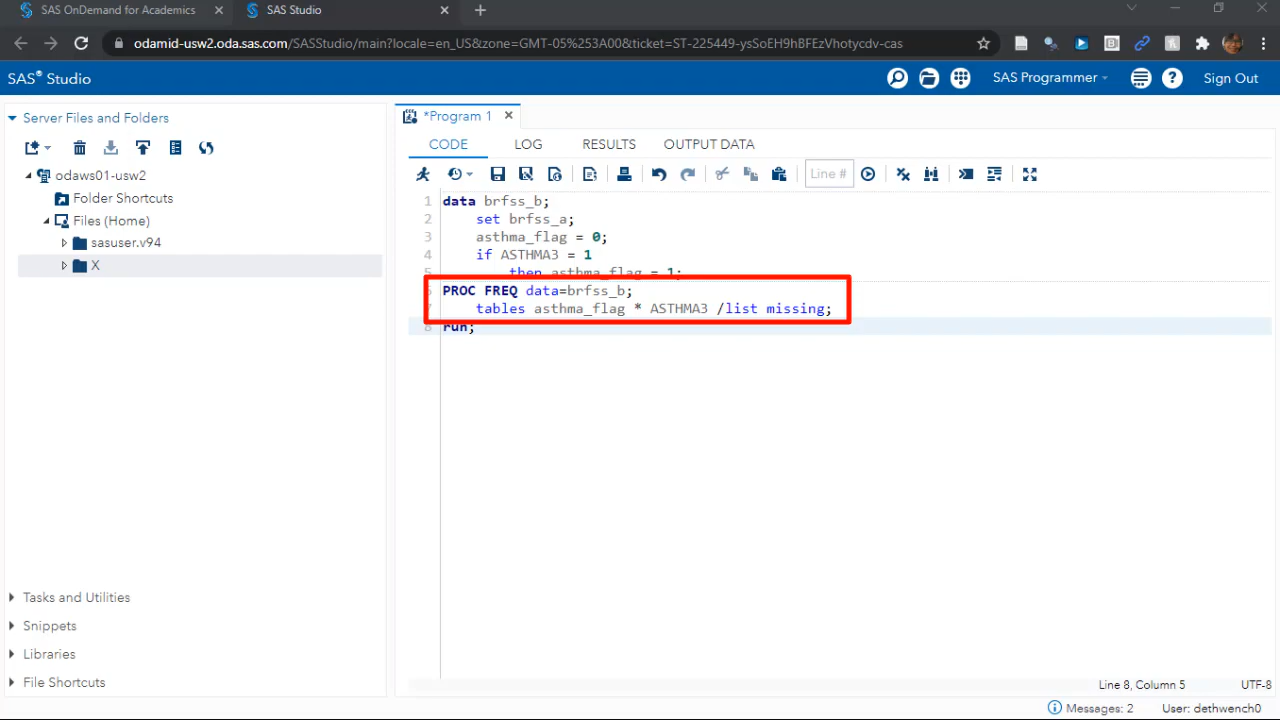 SAS OnDemand for Academics
SAS Studio
odamid-usw2.oda.sas.com/SASStudio/main?locale=en_US&zone=GMT-05%253A00&ticket=ST-225449-ysSoEH9hBFEzVhotycdv-cas
SAS® Studio
SAS Programmer
Sign Out
Server Files and Folders
odaws01-usw2
Folder Shortcuts
Files (Home)
sasuser.v94
X
Tasks and Utilities
Snippets
Libraries
File Shortcuts
*Program 1
CODE LOG RESULTS OUTPUT DATA
Line #
1 data brfss_b;
2 set brfss_a;
3 asthma_flag = 0;
4 if ASTHMA3 = 1
5 then asthma_flag = 1;
6 PROC FREQ data=brfss_b;
7 tables asthma_flag * ASTHMA3 /list missing;
8 run;
Line 8, Column 5 UTF-8
Messages: 2 User: dethwench0